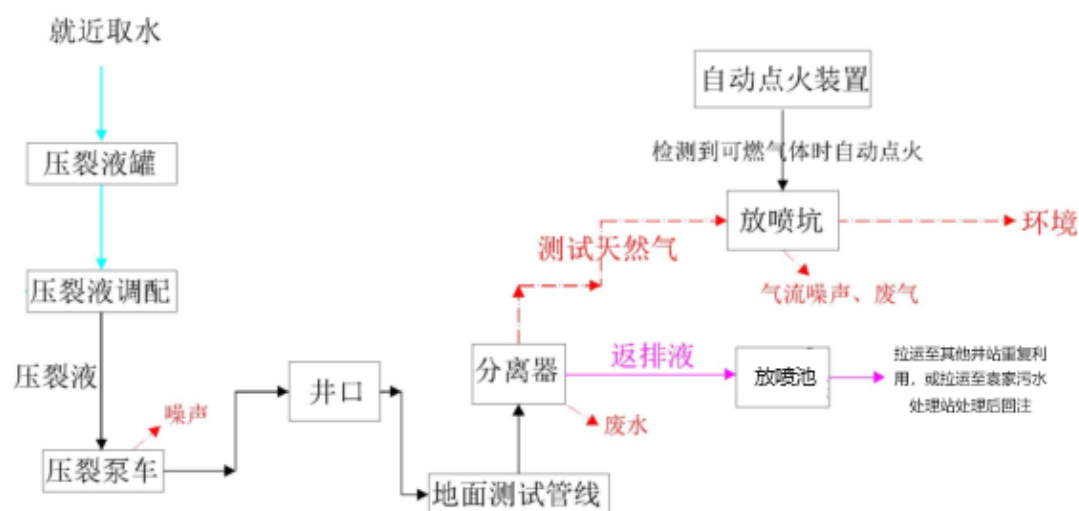 就近取水
自动点火装置
检测到可燃气体时自动点火
压裂液罐
放喷坑
环境
测试天然气
压裂液调配
气流噪声、废气
压裂液
井口
分离器
返排液
放喷池
拉运至其他井站重复利
用，或拉运至袁家污水
处理站处理后回注
噪声
废水
压裂泵车
地面测试管线